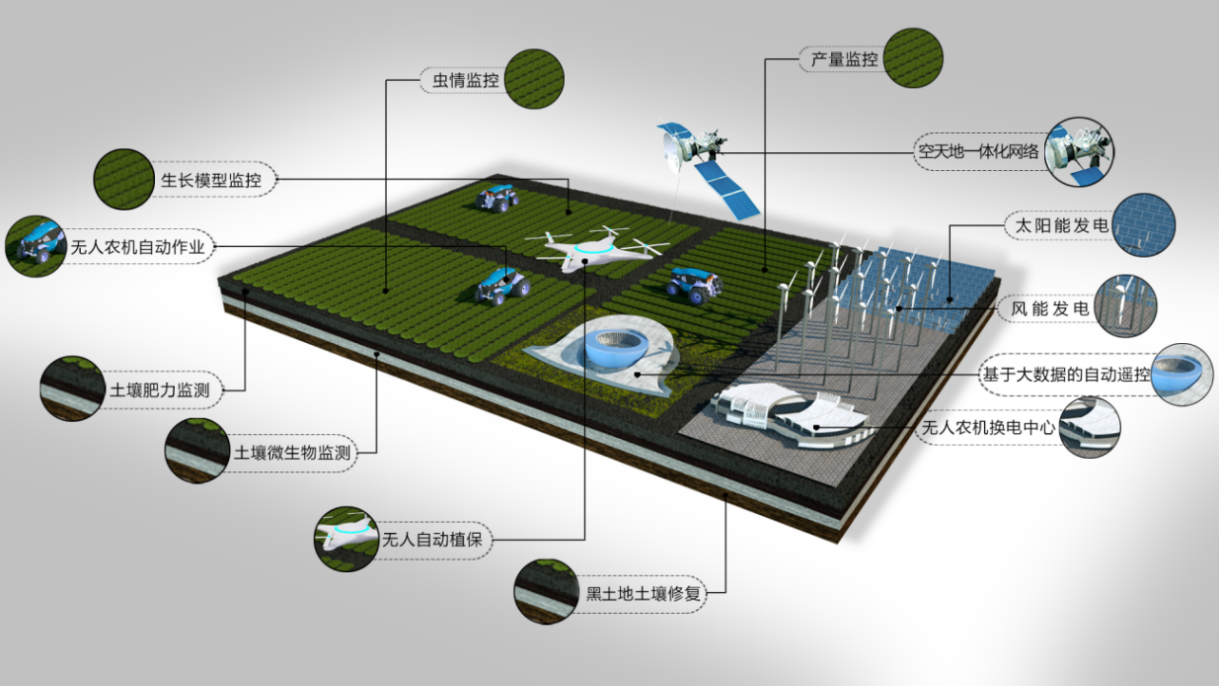 产量监控
虫情监控
空天地一体化网络
生长模型监控
太阳能发电
无人农机自动作业
风能发电
基于大数据的自动遥控
土壤肥力监测
无人农机换电中心
土壤微生物监测
无人自动植保
黑土地土壤修复